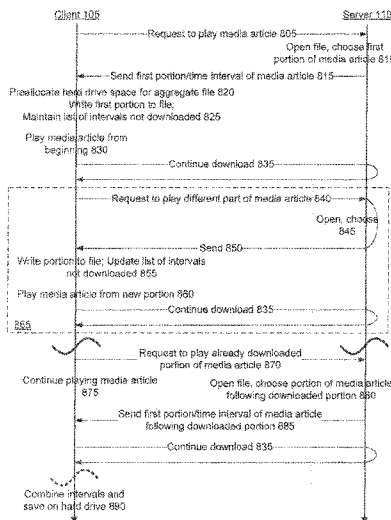 Client 105
Server 110
Request to play media article 805
Open file, choose first
portion of media article 810
Send first portion/time interval of media article 815
Preallocate hard drive space for aggregate file 820
Write first portion to file;
Maintain list of intervals not downloaded 825
Play media article from
beginning 830
Continue download 835
Request to play different part of media article 840
Open, choose
845
Send 850
Write portion to file; Update list of intervals
not downloaded 855
Play media article from new portion 860
Continue download 835
865
Request to play already downloaded
portion of media article 870
Continue playing media article
875
Open file, choose portion of media article
following downloaded portion 880
Send first portion/time interval of media article
following downloaded portion 885
Continue download 835
Combine intervals and
save on hard drive 890